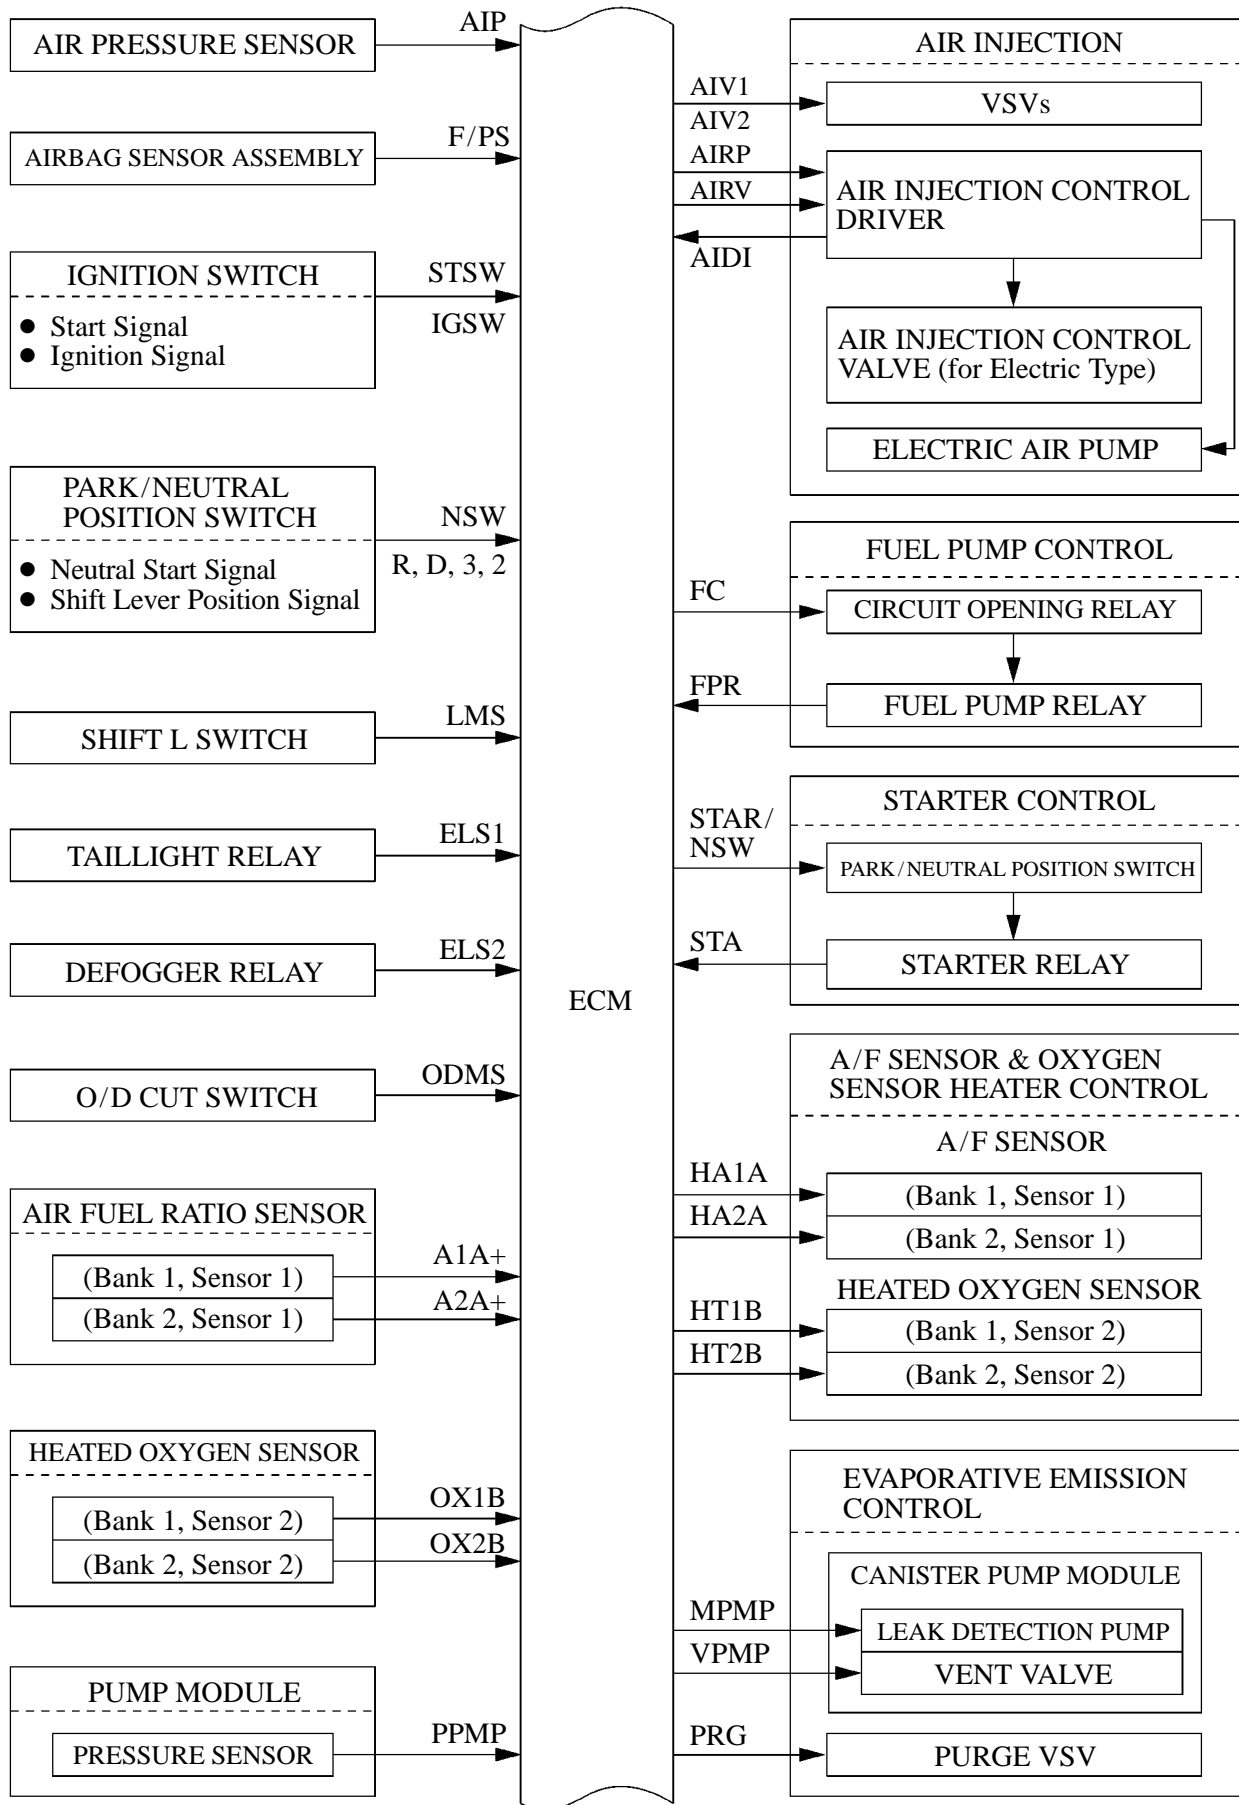 AIR PRESSURE SENSOR
AIP
AIRBAG SENSOR ASSEMBLY
F/PS
IGNITION SWITCH
● Start Signal
● Ignition Signal
STSW
IGSW
PARK/NEUTRAL
POSITION SWITCH
● Neutral Start Signal
● Shift Lever Position Signal
NSW
R, D, 3, 2
SHIFT L SWITCH
LMS
TAILLIGHT RELAY
ELS1
DEFOGGER RELAY
ELS2
O/D CUT SWITCH
ODMS
AIR FUEL RATIO SENSOR
(Bank 1, Sensor 1)
(Bank 2, Sensor 1)
A1A+
A2A+
HEATED OXYGEN SENSOR
(Bank 1, Sensor 2)
(Bank 2, Sensor 2)
OX1B
OX2B
PUMP MODULE
PRESSURE SENSOR
PPMP
ECM
AIR INJECTION
AIV1
AIV2
VSVs
AIRP
AIRV
AIDI
AIR INJECTION CONTROL
DRIVER
AIR INJECTION CONTROL
VALVE (for Electric Type)
ELECTRIC AIR PUMP
FUEL PUMP CONTROL
FC
CIRCUIT OPENING RELAY
FPR
FUEL PUMP RELAY
STARTER CONTROL
STAR/
NSW
PARK/NEUTRAL POSITION SWITCH
STA
STARTER RELAY
A/F SENSOR & OXYGEN
SENSOR HEATER CONTROL
A/F SENSOR
HA1A
(Bank 1, Sensor 1)
HA2A
(Bank 2, Sensor 1)
HEATED OXYGEN SENSOR
HT1B
(Bank 1, Sensor 2)
HT2B
(Bank 2, Sensor 2)
EVAPORATIVE EMISSION
CONTROL
CANISTER PUMP MODULE
MPMP
LEAK DETECTION PUMP
VPMP
VENT VALVE
PRG
PURGE VSV